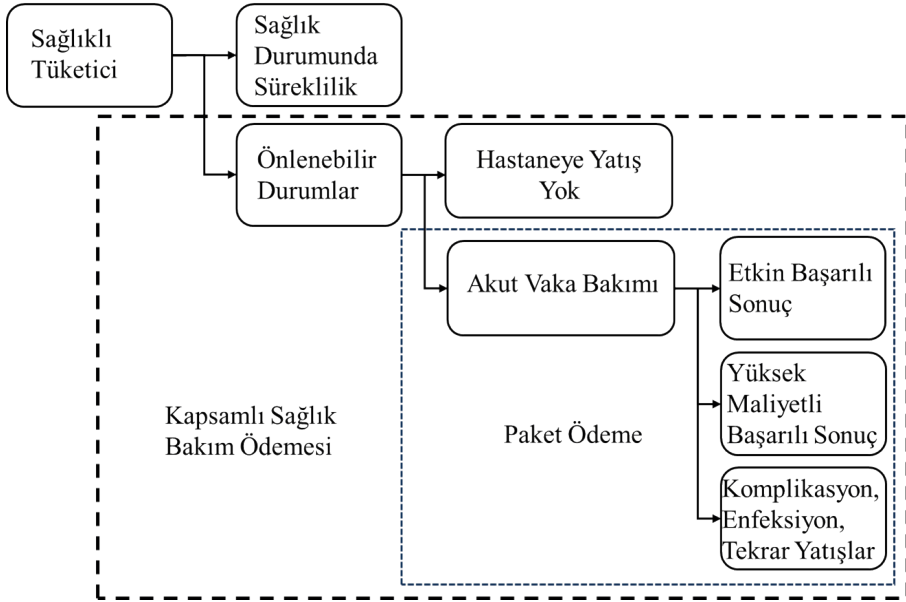 Sağlıklı
Tüketici
Sağlık
Durumunda
Süreklilik
Önlenebilir
Durumlar
Hastaneye Yatış
Yok
Akut Vaka Bakımı
Etkin Başarılı
Sonuç
Yüksek
Maliyetli
Başarılı Sonuç
Kapsamlı Sağlık
Bakım Ödemesi
Paket Ödeme
Komplikasyon,
Enfeksiyon,
Tekrar Yatışlar